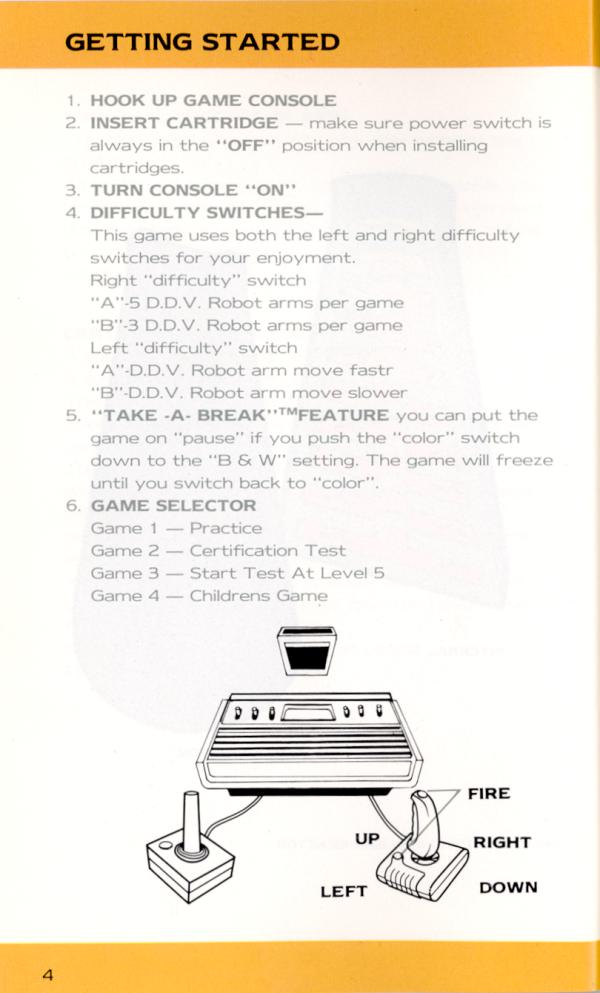 GETTING STARTED
1. HOOK UP GAME CONSOLE
2. INSERT CARTRIDGE — make sure power switch is
always in the "OFF" position when installing
cartridges.
3. TURN CONSOLE "ON"
4. DIFFICULTY SWITCHES—
This game uses both the left and right difficulty
switches for your enjoyment.
Right "difficulty" switch
"A"-5 D.D.V. Robot arms per game
"B"-3 D.D.V. Robot arms per game
Left "difficulty" switch
"A"-D.D.V. Robot arm move fastr
"B"-D.D.V. Robot arm move slower
5. "TAKE -A- BREAK"™FEATURE you can put the
game on "pause" if you push the "color" switch
down to the "B & W" setting. The game will freeze
until you switch back to "color".
6. GAME SELECTOR
Game 1 — Practice
Game 2 — Certification Test
Game 3 — Start Test At Level 5
Game 4 — Childrens Game
FIRE
UP
RIGHT
LEFT
DOWN
4